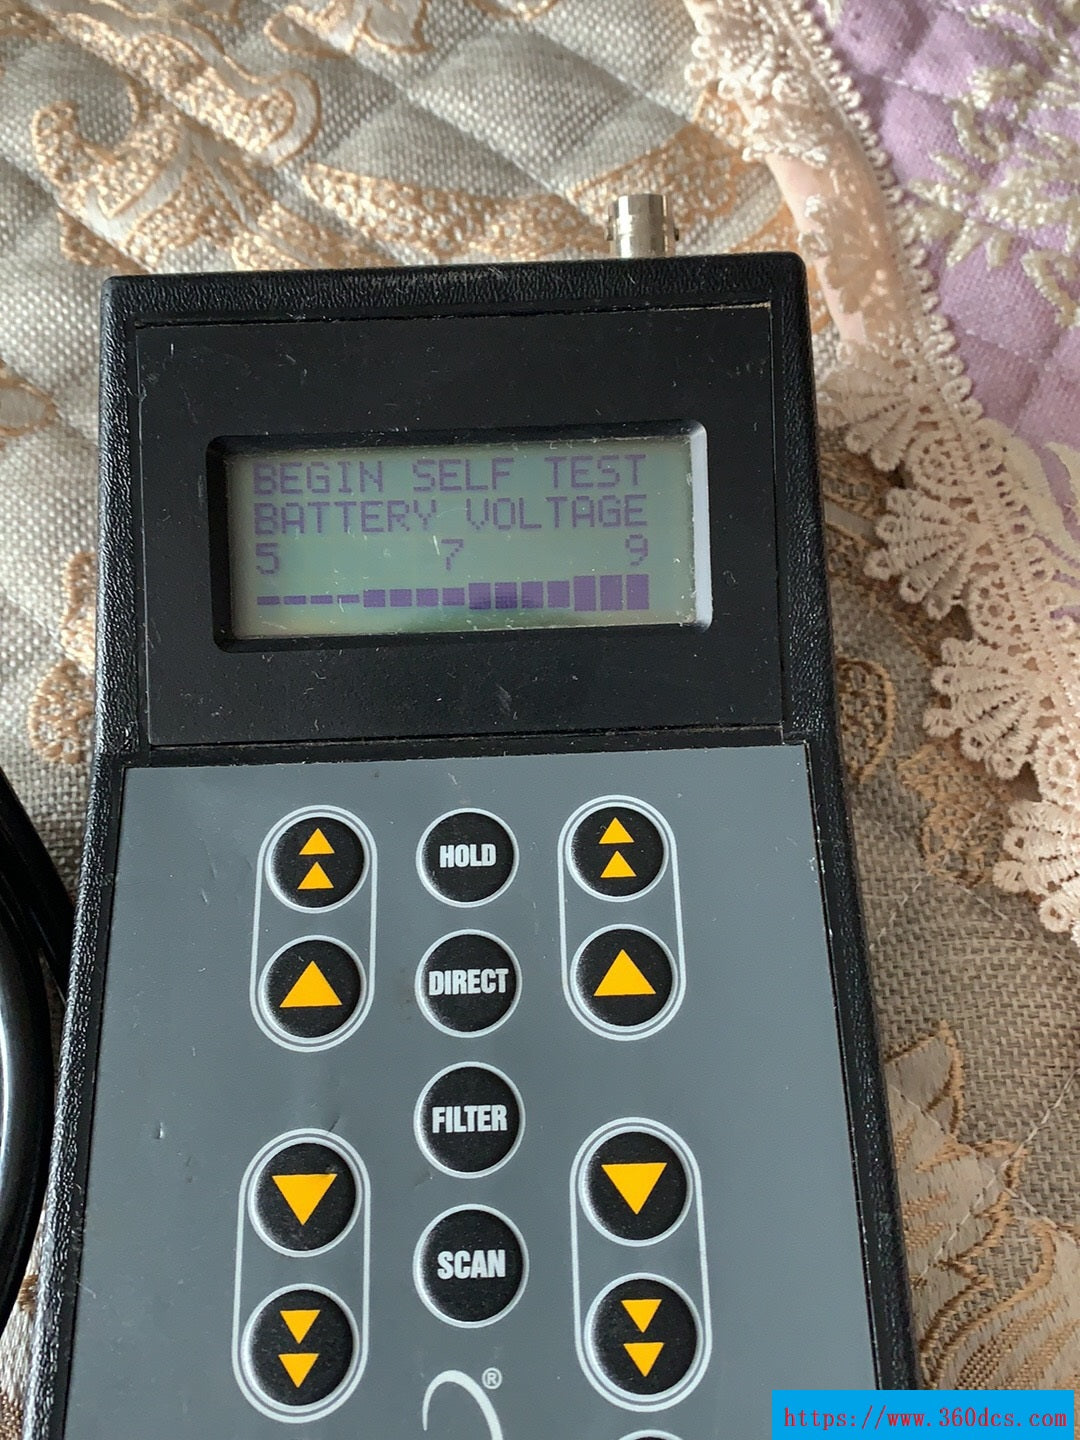 BEGIN SELF TEST
BATTERY VOLTAGE
5 7 9
HOLD
DIRECT
FILTER
SCAN
®
https://www.360dcs.com